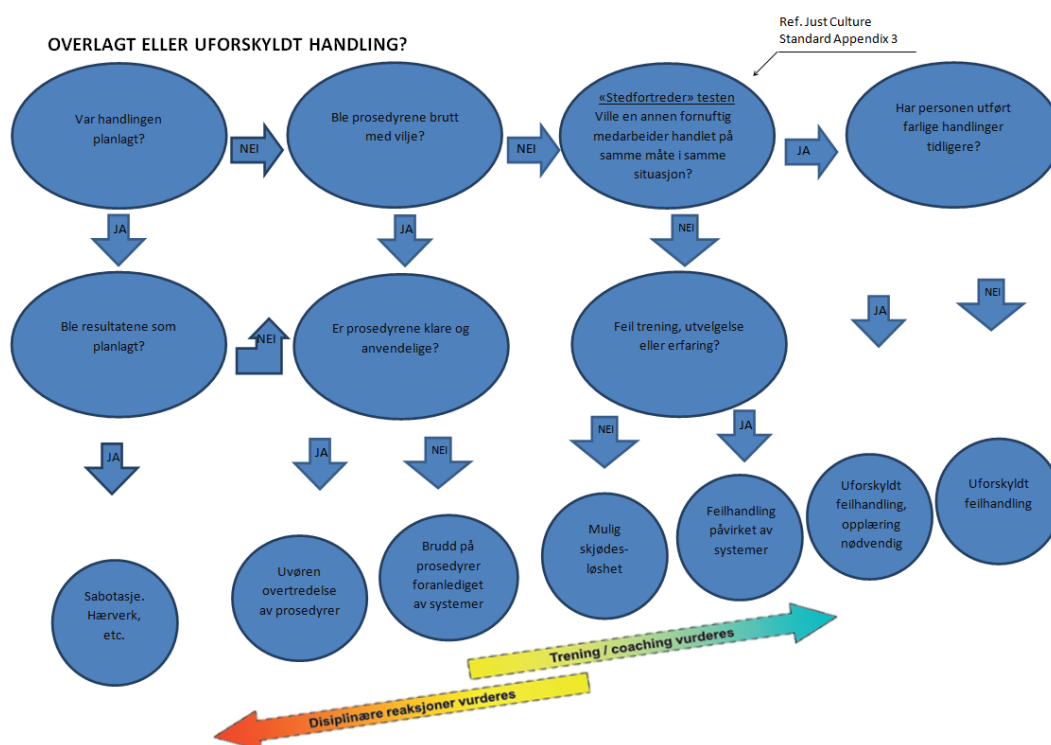 Ref. Just Culture
Standard Appendix 3
OVERLAGT ELLER UFORSKYLDT HANDLING?
Var handlingen
planlagt?
NEI
Ble prosedyrene brutt
med vilje?
NEI
«Stedfortreder» testen
Ville en annen fornuftig
medarbeider handlet på
samme måte i samme
situasjon?
JA
Har personen utført
farlige handlinger
tidligere?
JA
JA
NEI
Ble resultatene som
planlagt?
NEI
Er prosedyrene klare og
anvendelige?
Feil trening, utvelgelse
eller erfaring?
JA
NEI
JA
JA
NEI
NEI
JA
Sabotasje.
Hærverk,
etc.
Uvøren
overtredelse
av prosedyrer
Brudd på
prosedyrer
foranlediget
av systemer
Mulig
skjødes-
løshet
Feilhandling
påvirket av
systemer
Uforskyldt
feilhandling,
opplæring
nødvendig
Uforskyldt
feilhandling
Trening / coaching vurderes
Disiplinære reaksjoner vurderes